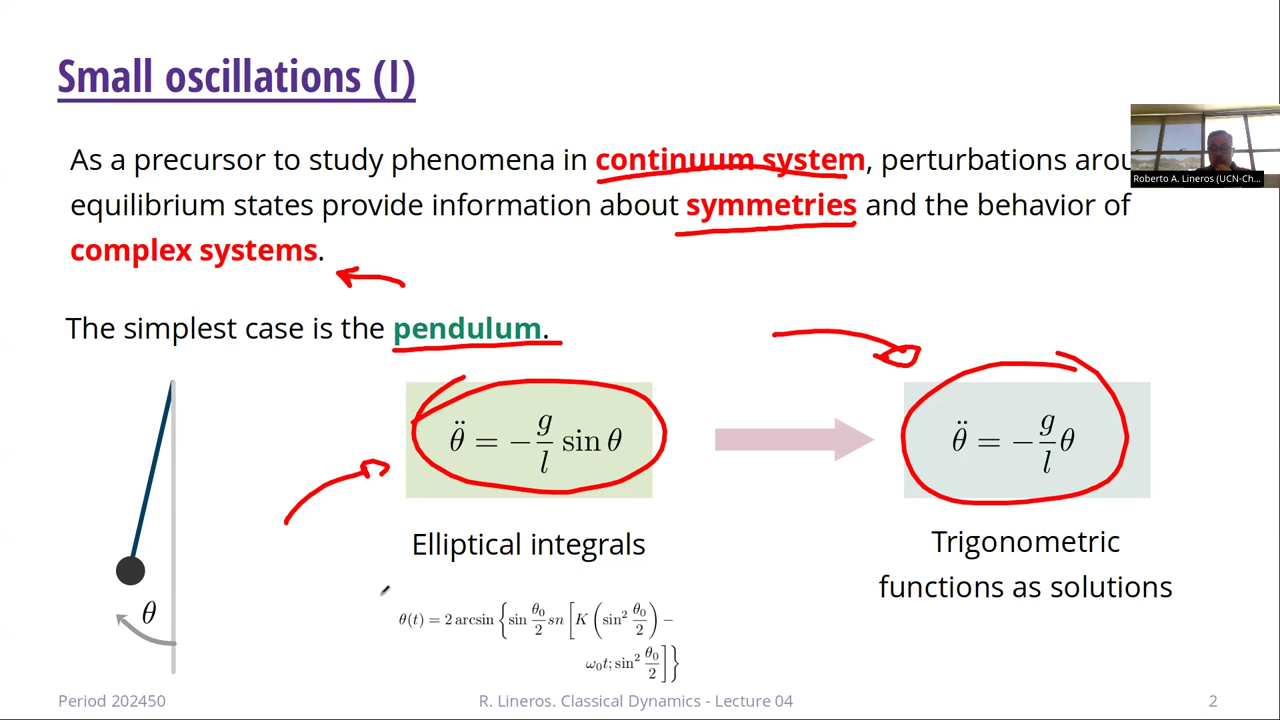 Small oscillations (I)
As a precursor to study phenomena in continuum system, perturbations arou
equilibrium states provide information about symmetries and the behavior of
complex systems.
Roberto A. Lineros (UCN-Ch...
The simplest case is the pendulum.
θ̈ = −g/l sin θ
θ̈ = −g/l θ
Elliptical integrals
Trigonometric
functions as solutions
θ
θ(t) = 2 arcsin { sin θ₀/2 sn [ K ( sin² θ₀/2 ) −
ω₀t; sin² θ₀/2 ] }
Period 202450
R. Lineros. Classical Dynamics - Lecture 04
2